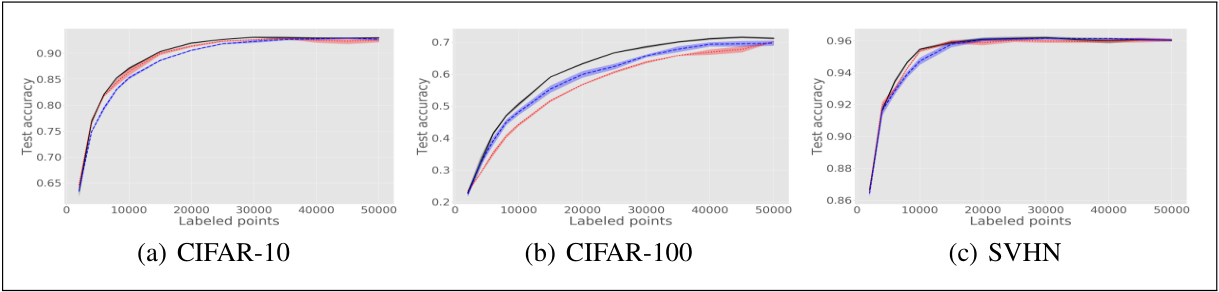 Test accuracy
0.90
0.85
0.80
0.75
0.70
0.65
0 10000 20000 30000 40000 50000
Labeled points
(a) CIFAR-10
Test accuracy
0.7
0.6
0.5
0.4
0.3
0.2
0 10000 20000 30000 40000 50000
Labeled points
(b) CIFAR-100
Test accuracy
0.96
0.94
0.92
0.90
0.88
0.86
0 10000 20000 30000 40000 50000
Labeled points
(c) SVHN